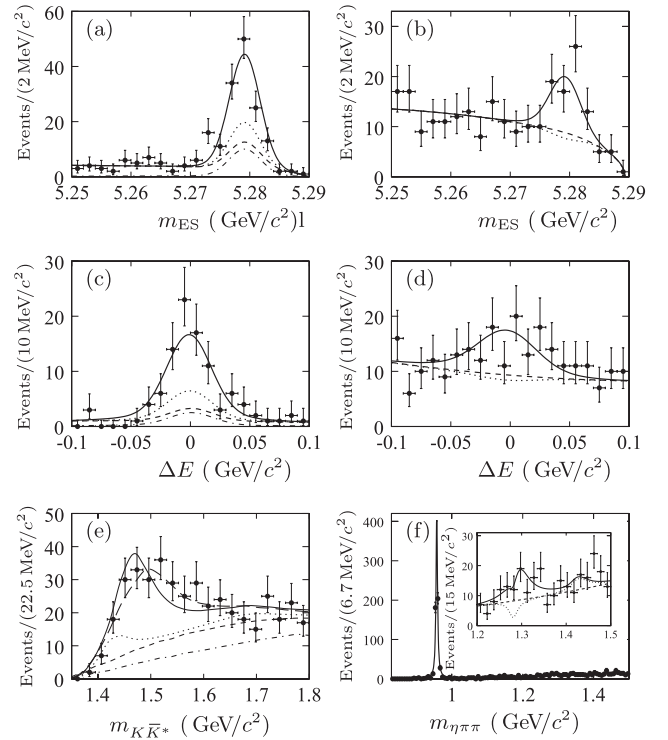 (a)
Events/(2 MeV/c²)
60
40
20
0
5.25 5.26 5.27 5.28 5.29
m_ES ( GeV/c²)l
(b)
Events/(2 MeV/c²)
30
20
10
0
5.25 5.26 5.27 5.28 5.29
m_ES ( GeV/c²)
(c)
Events/(10 MeV/c²)
30
20
10
0
-0.1 -0.05 0 0.05 0.1
ΔE ( GeV/c²)
(d)
Events/(10 MeV/c²)
30
20
10
0
-0.1 -0.05 0 0.05 0.1
ΔE ( GeV/c²)
(e)
Events/(22.5 MeV/c²)
50
40
30
20
10
0
1.4 1.5 1.6 1.7 1.8
m_K K̅* (GeV/c²)
(f)
Events/(6.7 MeV/c²)
400
300
200
100
0
1 1.2 1.4
m_ηππ (GeV/c²)
Events/(15 MeV/c²)
30
20
10
0
1.2 1.3 1.4 1.5